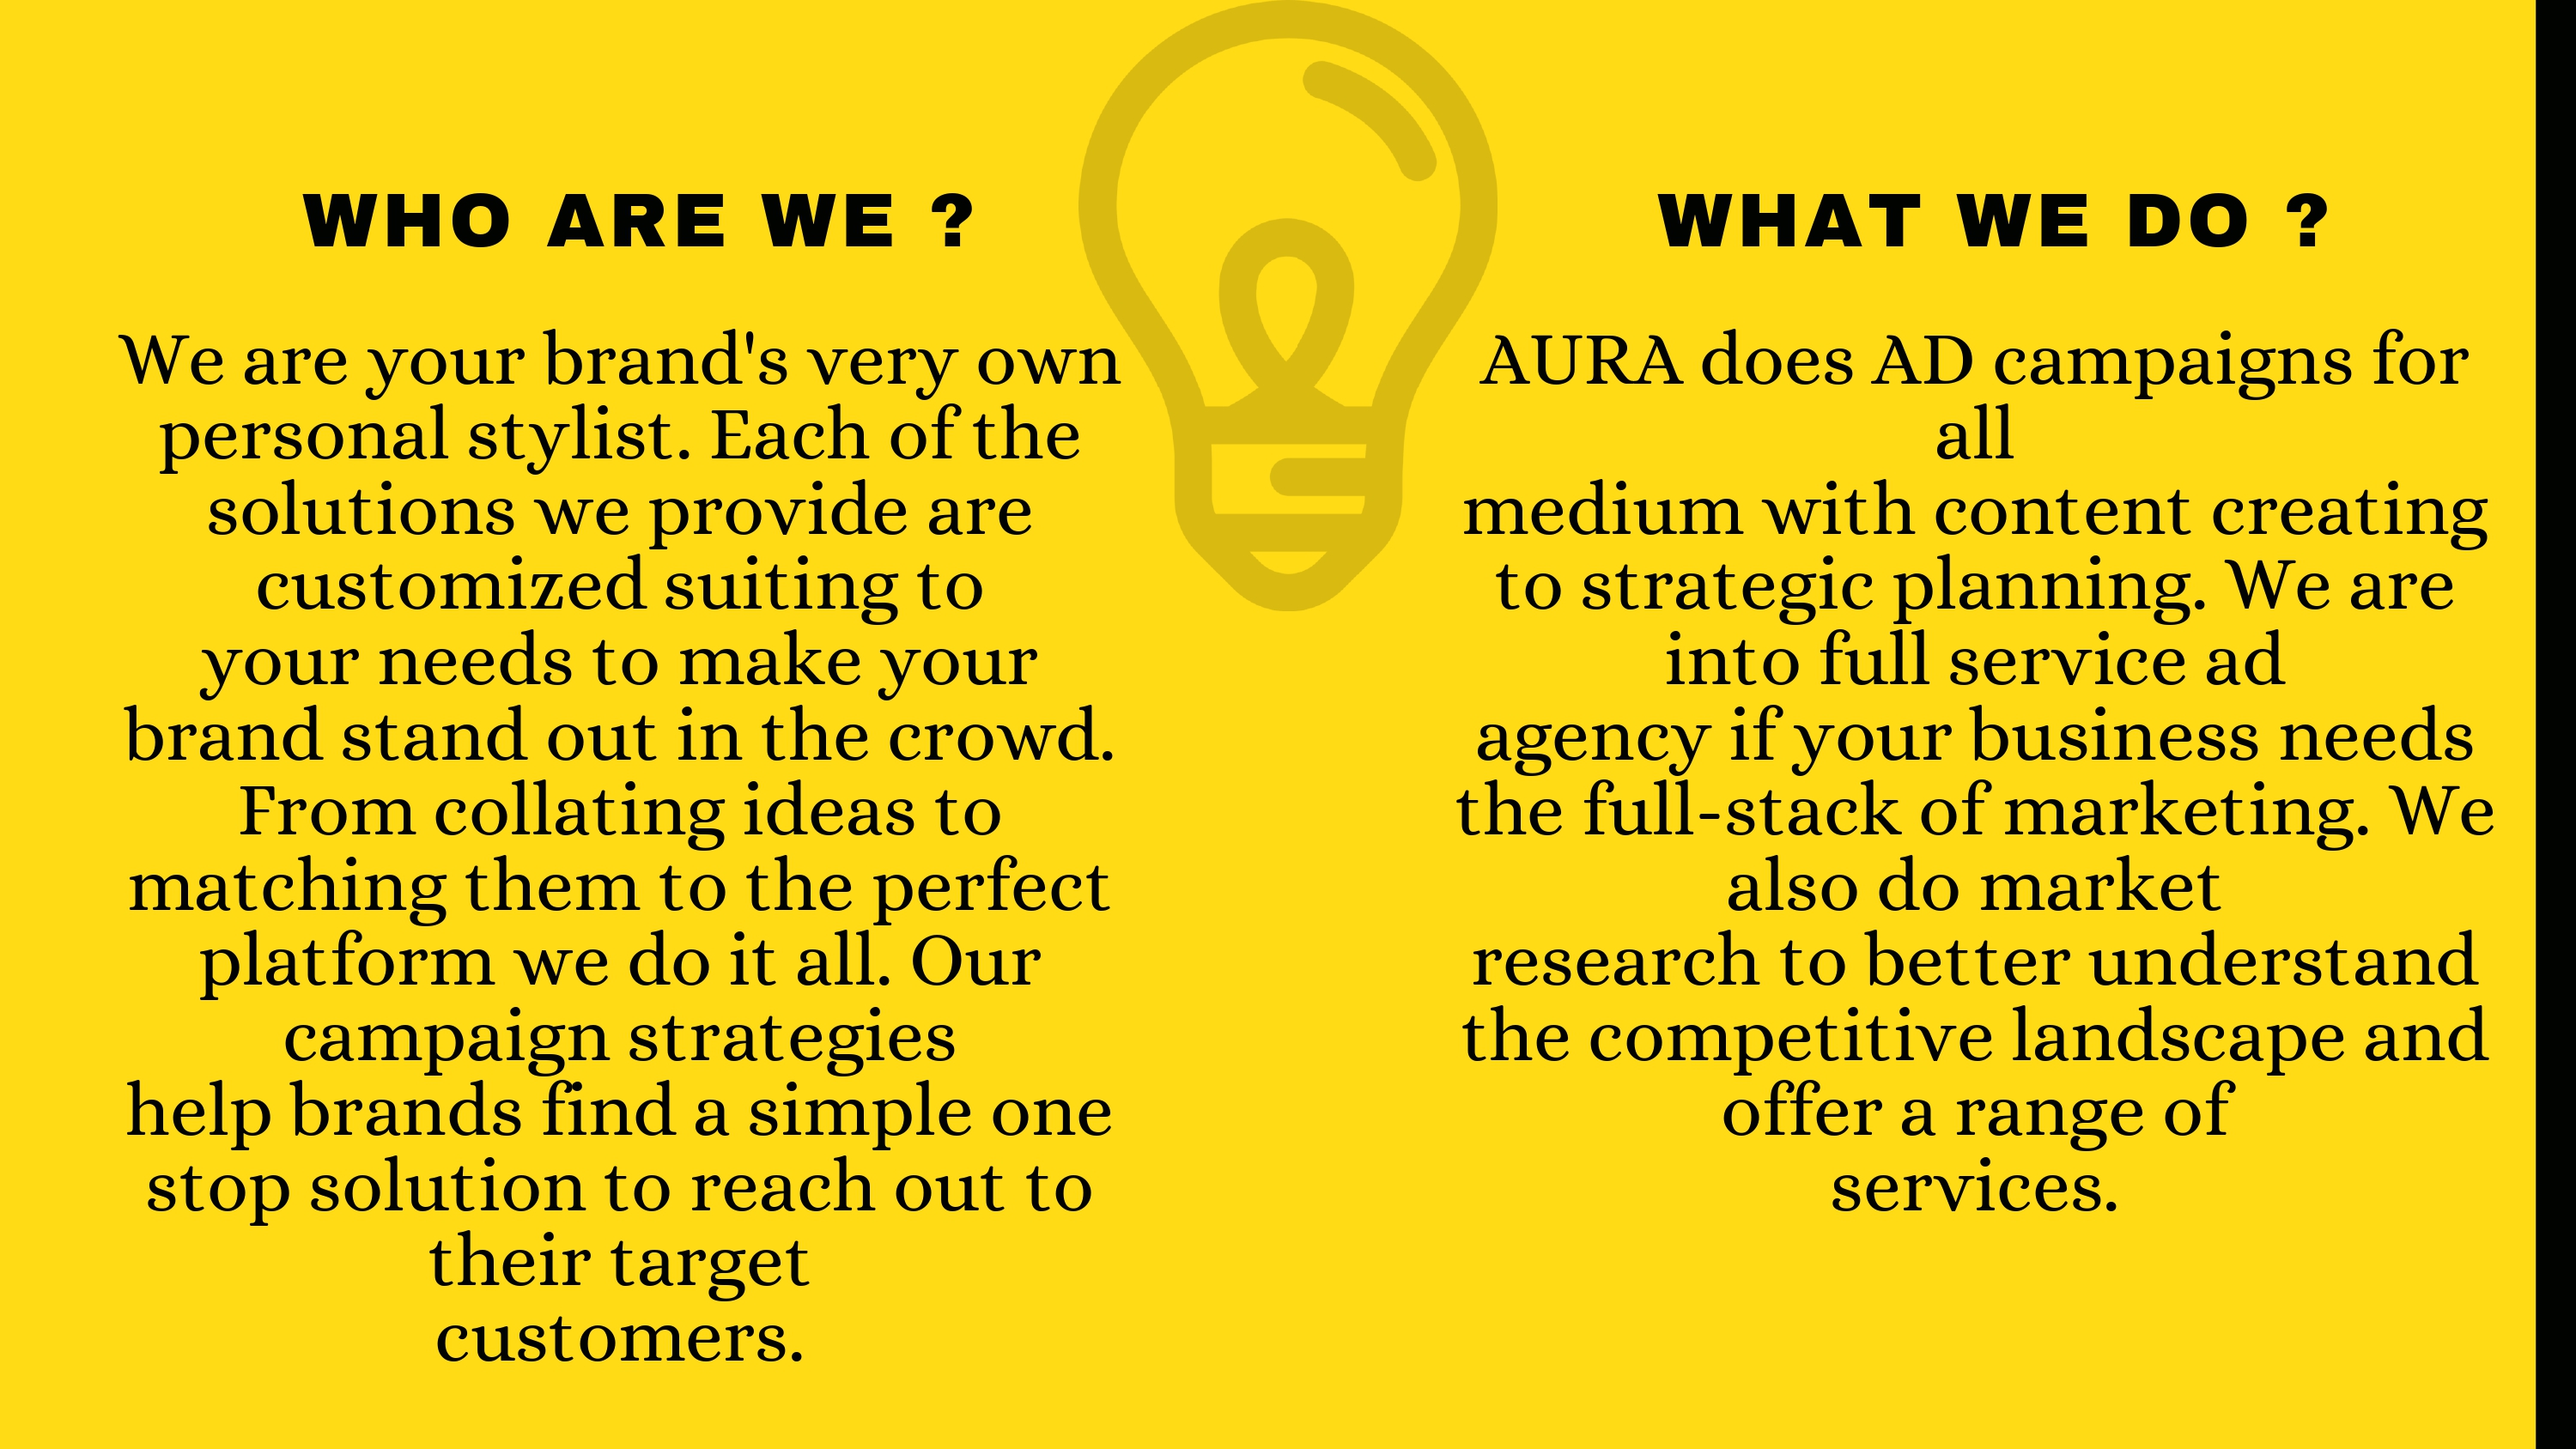 WHO ARE WE ?
We are your brand's very own
personal stylist. Each of the
solutions we provide are
customized suiting to
your needs to make your
brand stand out in the crowd.
From collating ideas to
matching them to the perfect
platform we do it all. Our
campaign strategies
help brands find a simple one
stop solution to reach out to
their target
customers.
WHAT WE DO ?
AURA does AD campaigns for
all
medium with content creating
to strategic planning. We are
into full service ad
agency if your business needs
the full-stack of marketing. We
also do market
research to better understand
the competitive landscape and
offer a range of
services.